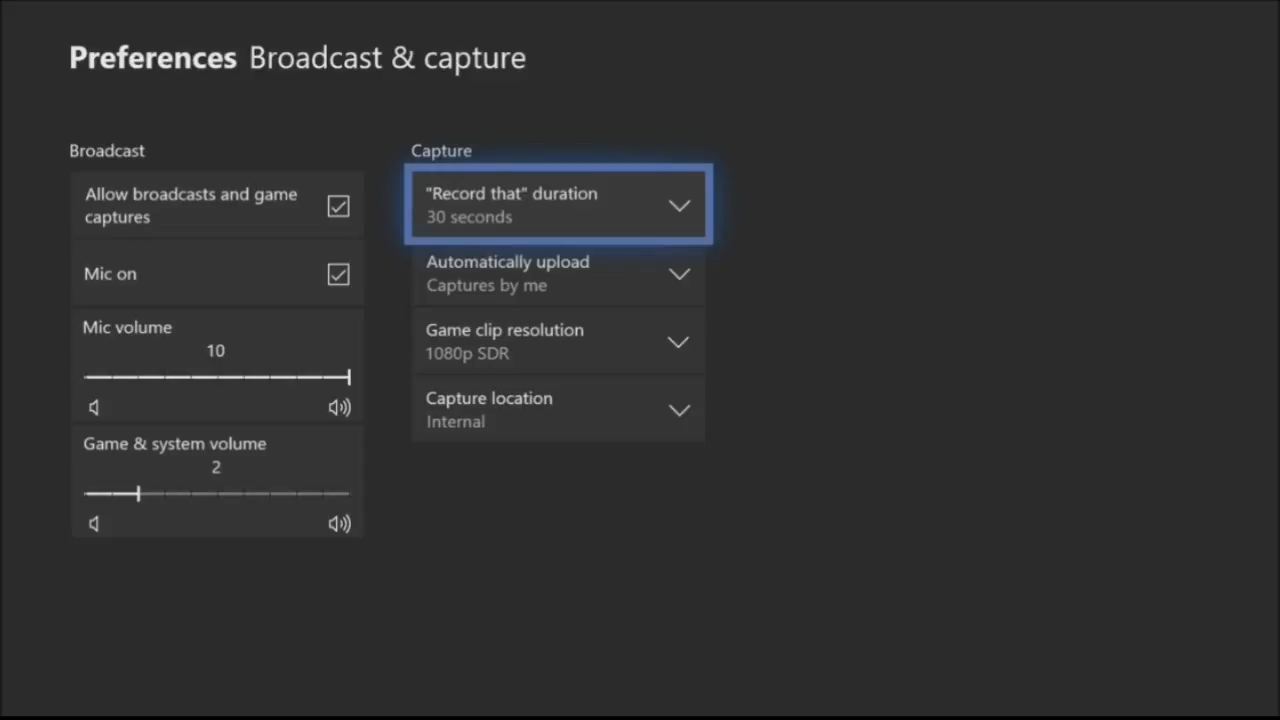 Preferences Broadcast & capture
Broadcast
Allow broadcasts and game
captures
Mic on
Mic volume
10
Game & system volume
2
Capture
"Record that" duration
30 seconds
Automatically upload
Captures by me
Game clip resolution
1080p SDR
Capture location
Internal